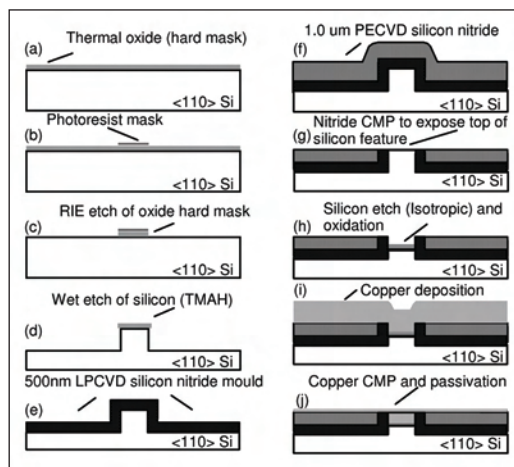 (a)
Thermal oxide (hard mask)
<110> Si
(b)
Photoresist mask
<110> Si
(c)
RIE etch of oxide hard mask
<110> Si
Wet etch of silicon (TMAH)
(d)
<110> Si
500nm LPCVD silicon nitride mould
(e)
<110> Si
1.0 um PECVD silicon nitride
(f)
<110> Si
Nitride CMP to expose top of
(g)
silicon feature
<110> Si
Silicon etch (Isotropic) and
(h)
oxidation
<110> Si
(i)
Copper deposition
<110> Si
Copper CMP and passivation
(j)
<110> Si